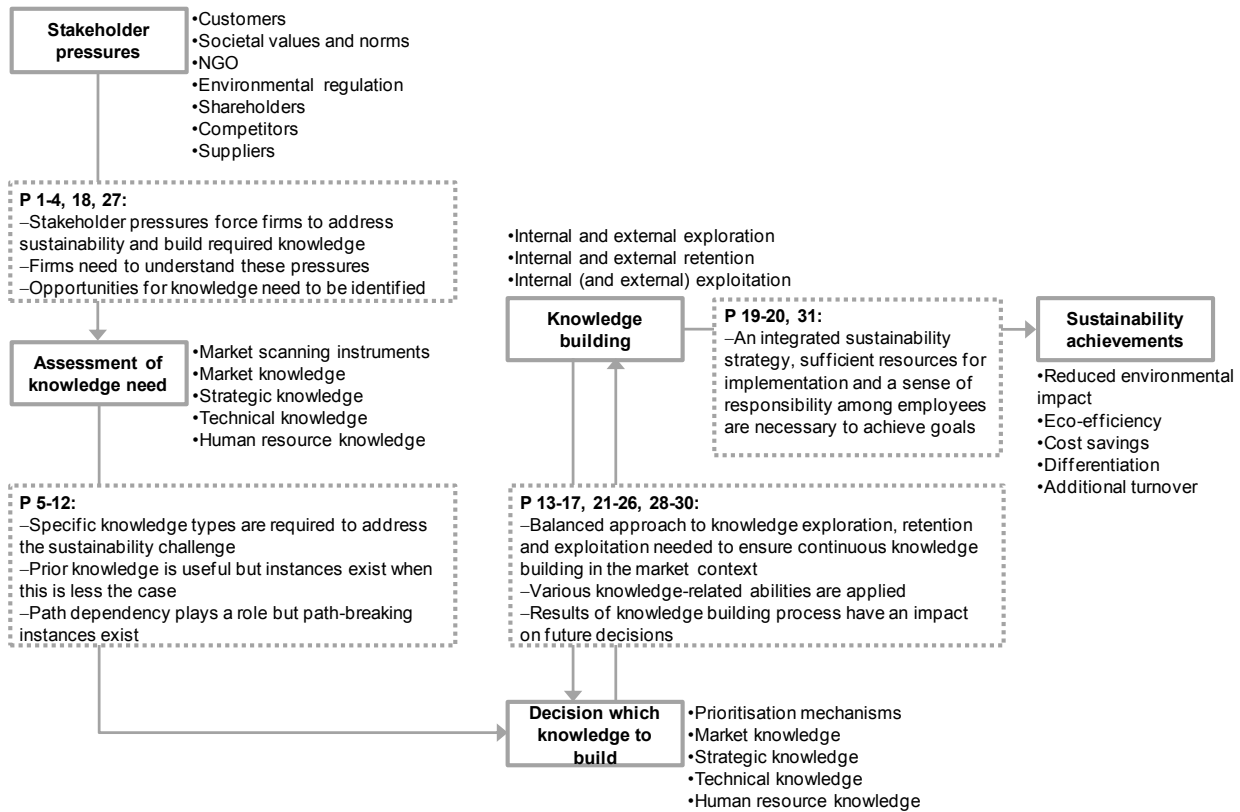 Stakeholder
pressures
•Customers
•Societal values and norms
•NGO
•Environmental regulation
•Shareholders
•Competitors
•Suppliers
P 1-4, 18, 27:
–Stakeholder pressures force firms to address
sustainability and build required knowledge
–Firms need to understand these pressures
–Opportunities for knowledge need to be identified
Assessment of
knowledge need
•Market scanning instruments
•Market knowledge
•Strategic knowledge
•Technical knowledge
•Human resource knowledge
P 5-12:
–Specific knowledge types are required to address
the sustainability challenge
–Prior knowledge is useful but instances exist when
this is less the case
–Path dependency plays a role but path-breaking
instances exist
•Internal and external exploration
•Internal and external retention
•Internal (and external) exploitation
Knowledge
building
P 19-20, 31:
–An integrated sustainability
strategy, sufficient resources for
implementation and a sense of
responsibility among employees
are necessary to achieve goals
Sustainability
achievements
•Reduced environmental
impact
•Eco-efficiency
•Cost savings
•Differentiation
•Additional turnover
P 13-17, 21-26, 28-30:
–Balanced approach to knowledge exploration, retention
and exploitation needed to ensure continuous knowledge
building in the market context
–Various knowledge-related abilities are applied
–Results of knowledge building process have an impact
on future decisions
Decision which
knowledge to
build
•Prioritisation mechanisms
•Market knowledge
•Strategic knowledge
•Technical knowledge
•Human resource knowledge